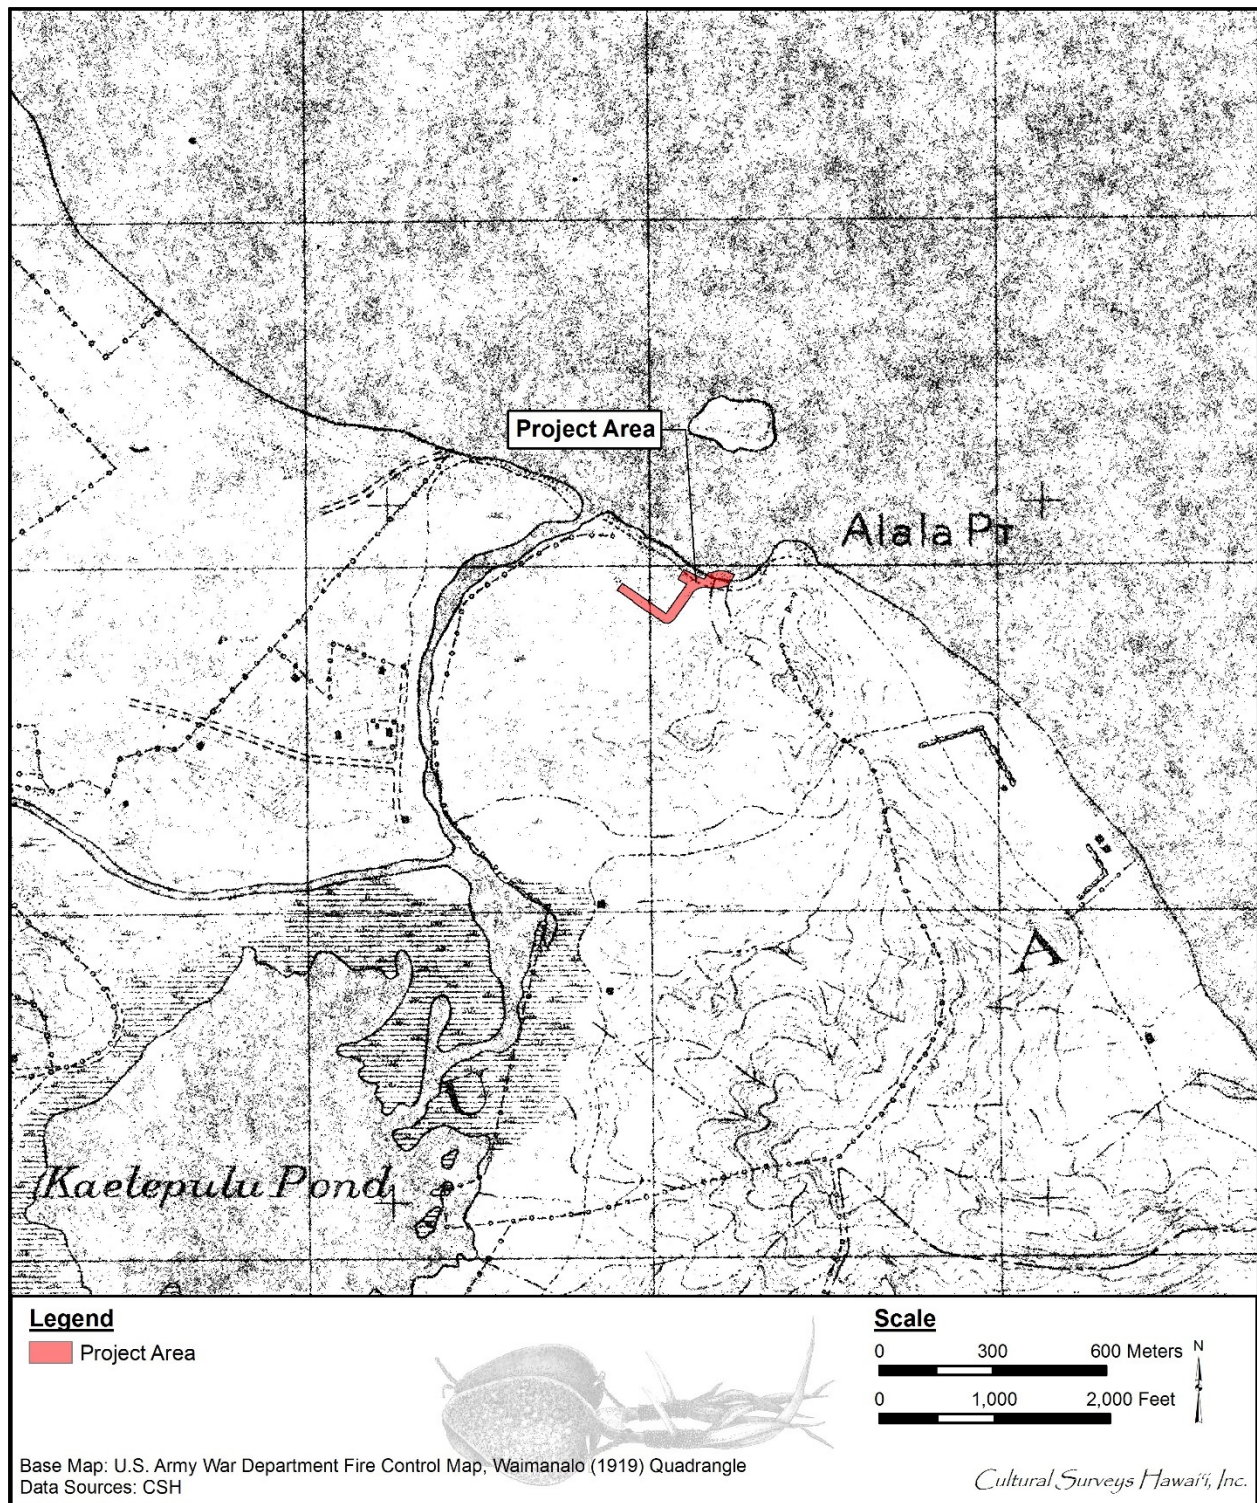 Project Area
Alala Pt
A
Kaelepulu Pond
Legend
Project Area
Scale
0 300 600 Meters
N
0 1,000 2,000 Feet
Base Map: U.S. Army War Department Fire Control Map, Waimanalo (1919) Quadrangle
Data Sources: CSH
Cultural Surveys Hawaiʻi, Inc.